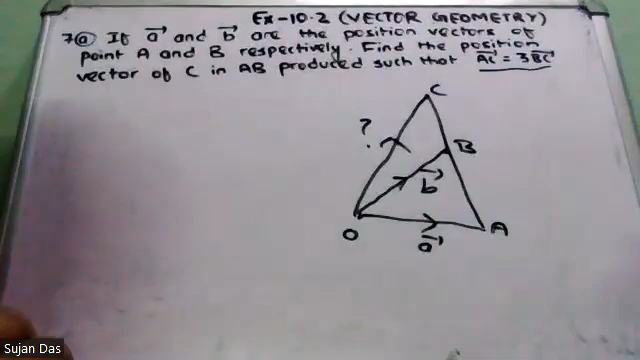 Ex-10.2 (VECTOR GEOMETRY)
7ⓐ If a⃗ and b⃗ are the position vectors of
point A and B respectively. Find the position
vector of C in AB produced such that AC⃗ = 3BC⃗
C
?
B
b⃗
O
a⃗
A
Sujan Das